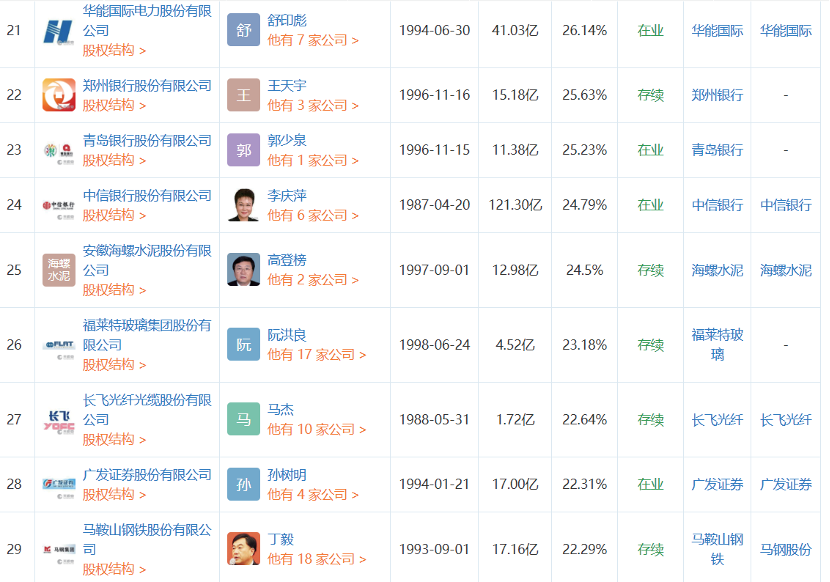 21
华能国际电力股份有限
公司
股权结构 >
舒
舒印彪
他有 7 家公司 >
1994-06-30
41.03亿
26.14%
在业
华能国际
华能国际
22
郑州银行股份有限公司
股权结构 >
王
王天宇
他有 3 家公司 >
1996-11-16
15.18亿
25.63%
存续
郑州银行
-
23
青岛银行股份有限公司
股权结构 >
郭
郭少泉
他有 1 家公司 >
1996-11-15
11.38亿
25.23%
在业
青岛银行
-
24
中信银行
中信银行股份有限公司
股权结构 >
李庆萍
他有 6 家公司 >
1987-04-20
121.30亿
24.79%
在业
中信银行
中信银行
25
海螺
水泥
安徽海螺水泥股份有限
公司
股权结构 >
高登榜
他有 2 家公司 >
1997-09-01
12.98亿
24.5%
存续
海螺水泥
海螺水泥
26
FLAT
福莱特玻璃集团股份有
限公司
股权结构 >
阮
阮洪良
他有 17 家公司 >
1998-06-24
4.52亿
23.18%
存续
福莱特玻
璃
-
27
长飞
YOFC
长飞光纤光缆股份有限
公司
股权结构 >
马
马杰
他有 10 家公司 >
1988-05-31
1.72亿
22.64%
存续
长飞光纤
长飞光纤
28
广发证券
广发证券股份有限公司
股权结构 >
孙
孙树明
他有 4 家公司 >
1994-01-21
17.00亿
22.31%
在业
广发证券
广发证券
29
马钢集团
马鞍山钢铁股份有限公
司
股权结构 >
丁毅
他有 18 家公司 >
1993-09-01
17.16亿
22.29%
存续
马鞍山钢
铁
马钢股份